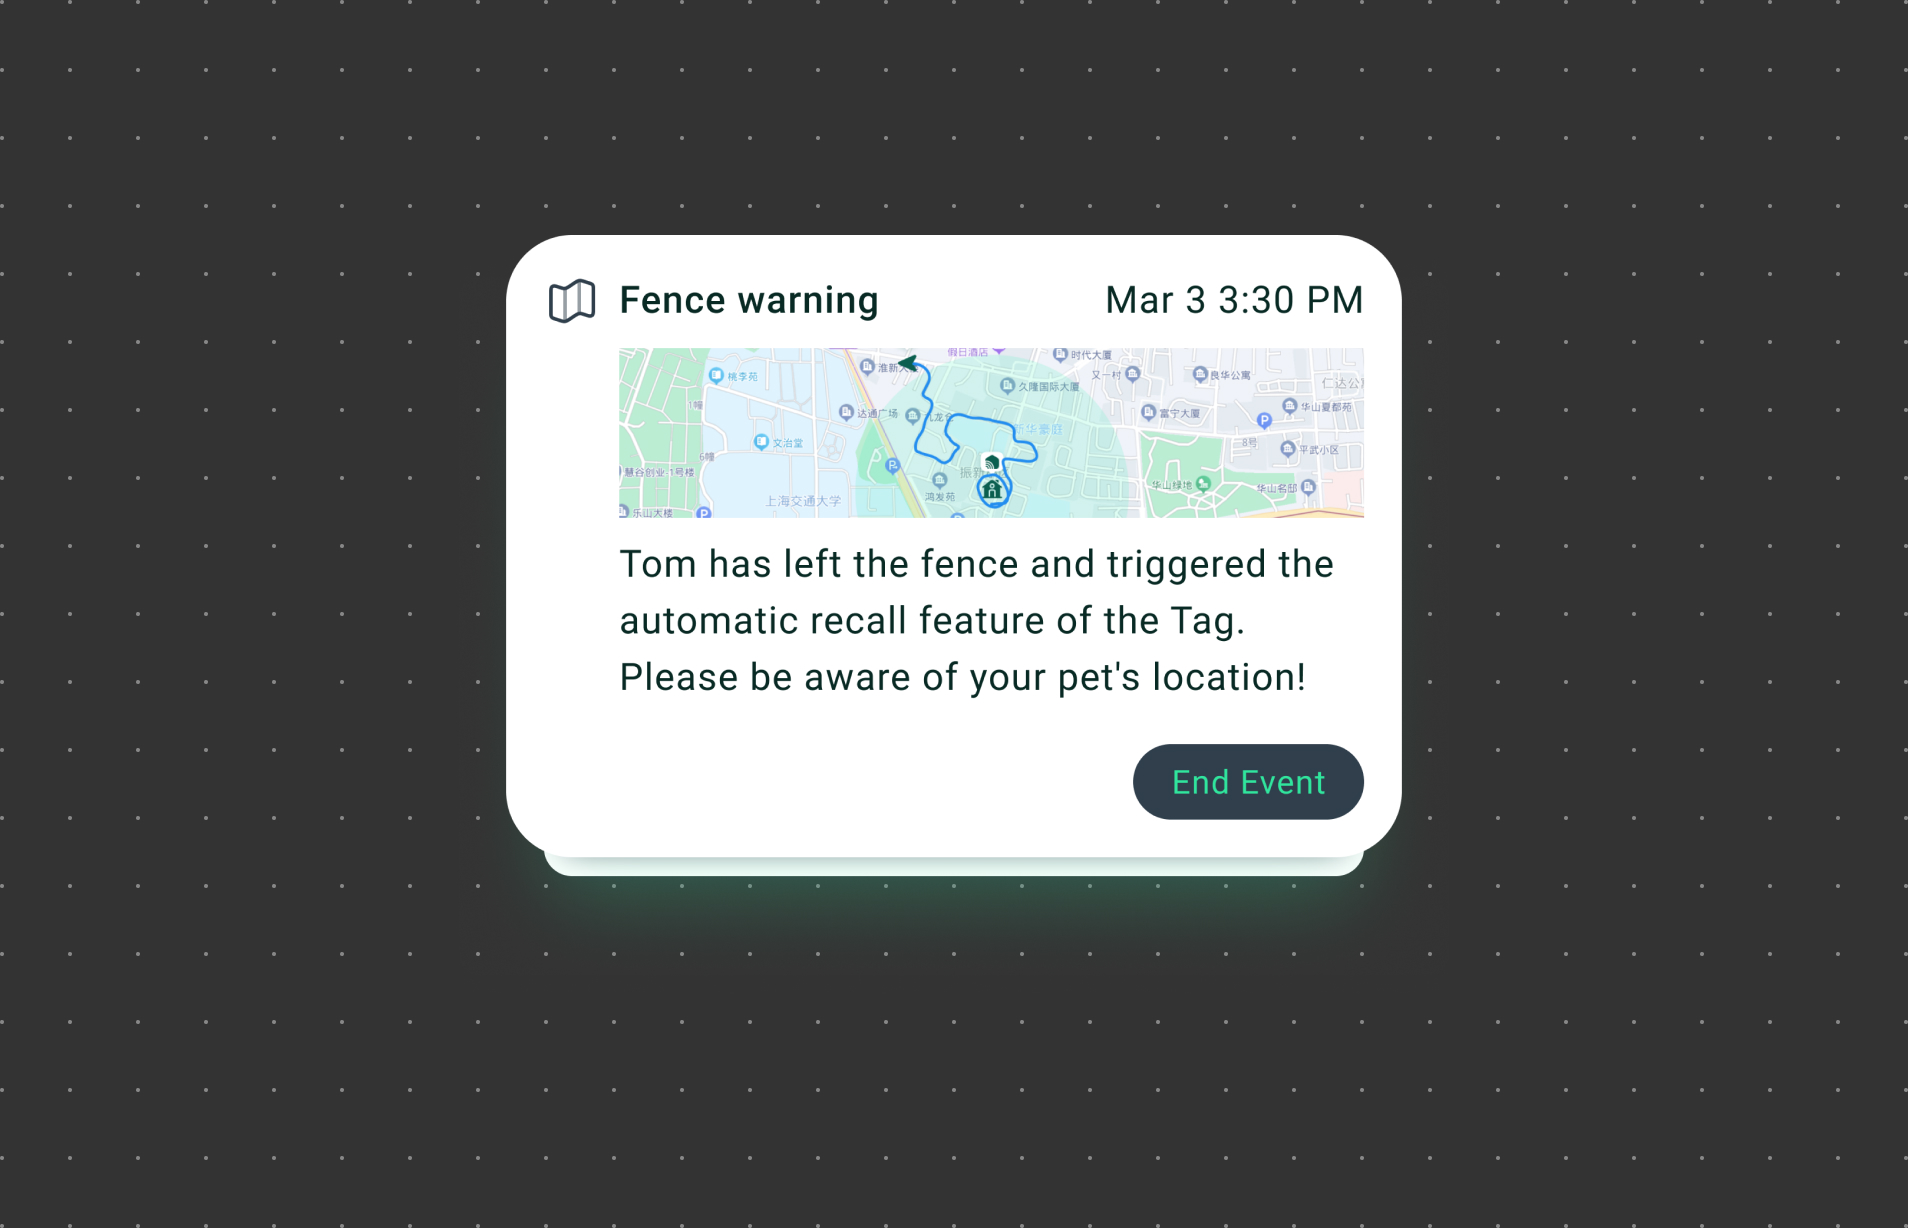 Fence warning
Mar 3 3:30 PM
假日酒店
时代大厦
淮新大
桃李苑
又一村
良华公寓
仁达公
久隆国际大厦
1幢
达通广场
九龙仓
富宁大厦
华山夏都苑
P
新华豪庭
文治堂
8号
平武小区
6幢
慧谷创业-1号楼
P
振新
鸿发苑
华山绿地
华山名邸
上海交通大学
乐山大楼
P
Tom has left the fence and triggered the
automatic recall feature of the Tag.
Please be aware of your pet's location!
End Event